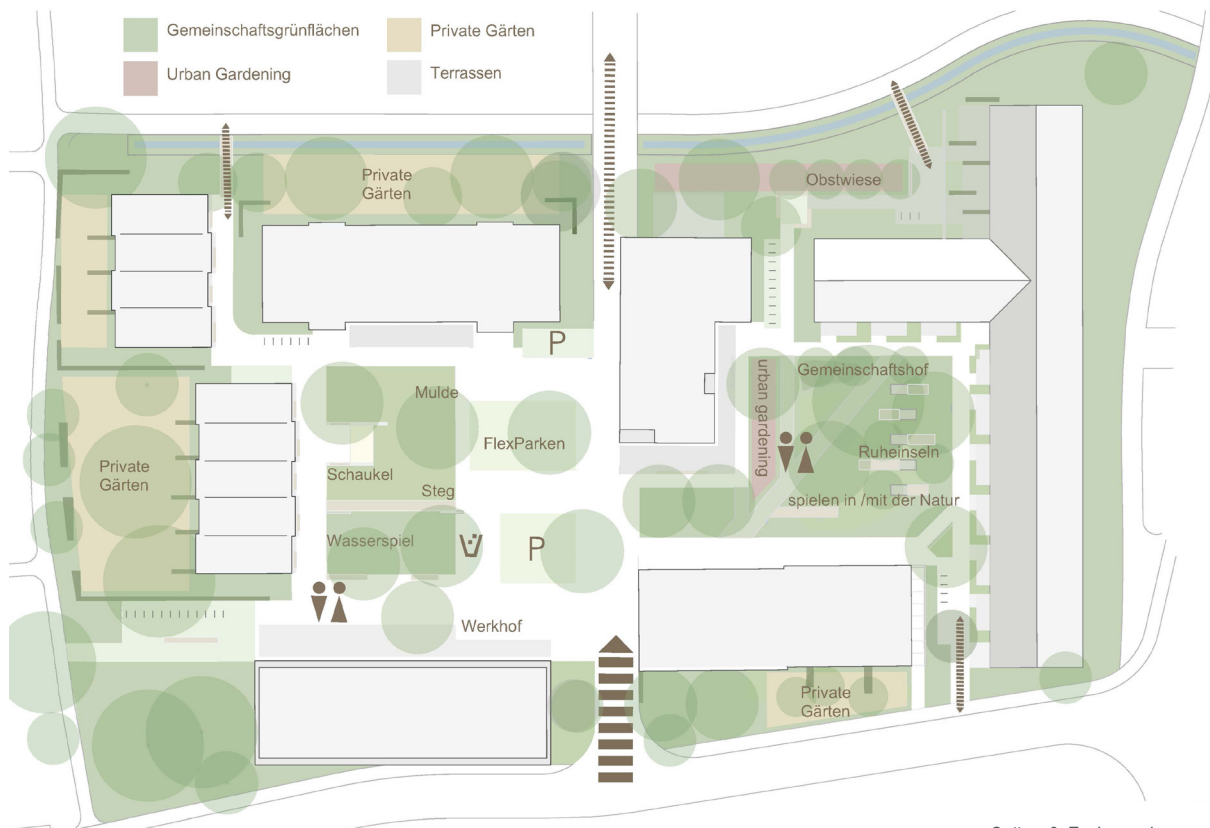 Gemeinschaftsgrünflächen
Private Gärten
Urban Gardening
Terrassen
Private
Gärten
Obstwiese
P
Mulde
Gemeinschaftshof
urban gardening
FlexParken
Private
Gärten
Schaukel
Ruheinseln
Steg
spielen in /mit der Natur
Wasserspiel
P
Werkhof
Private
Gärten